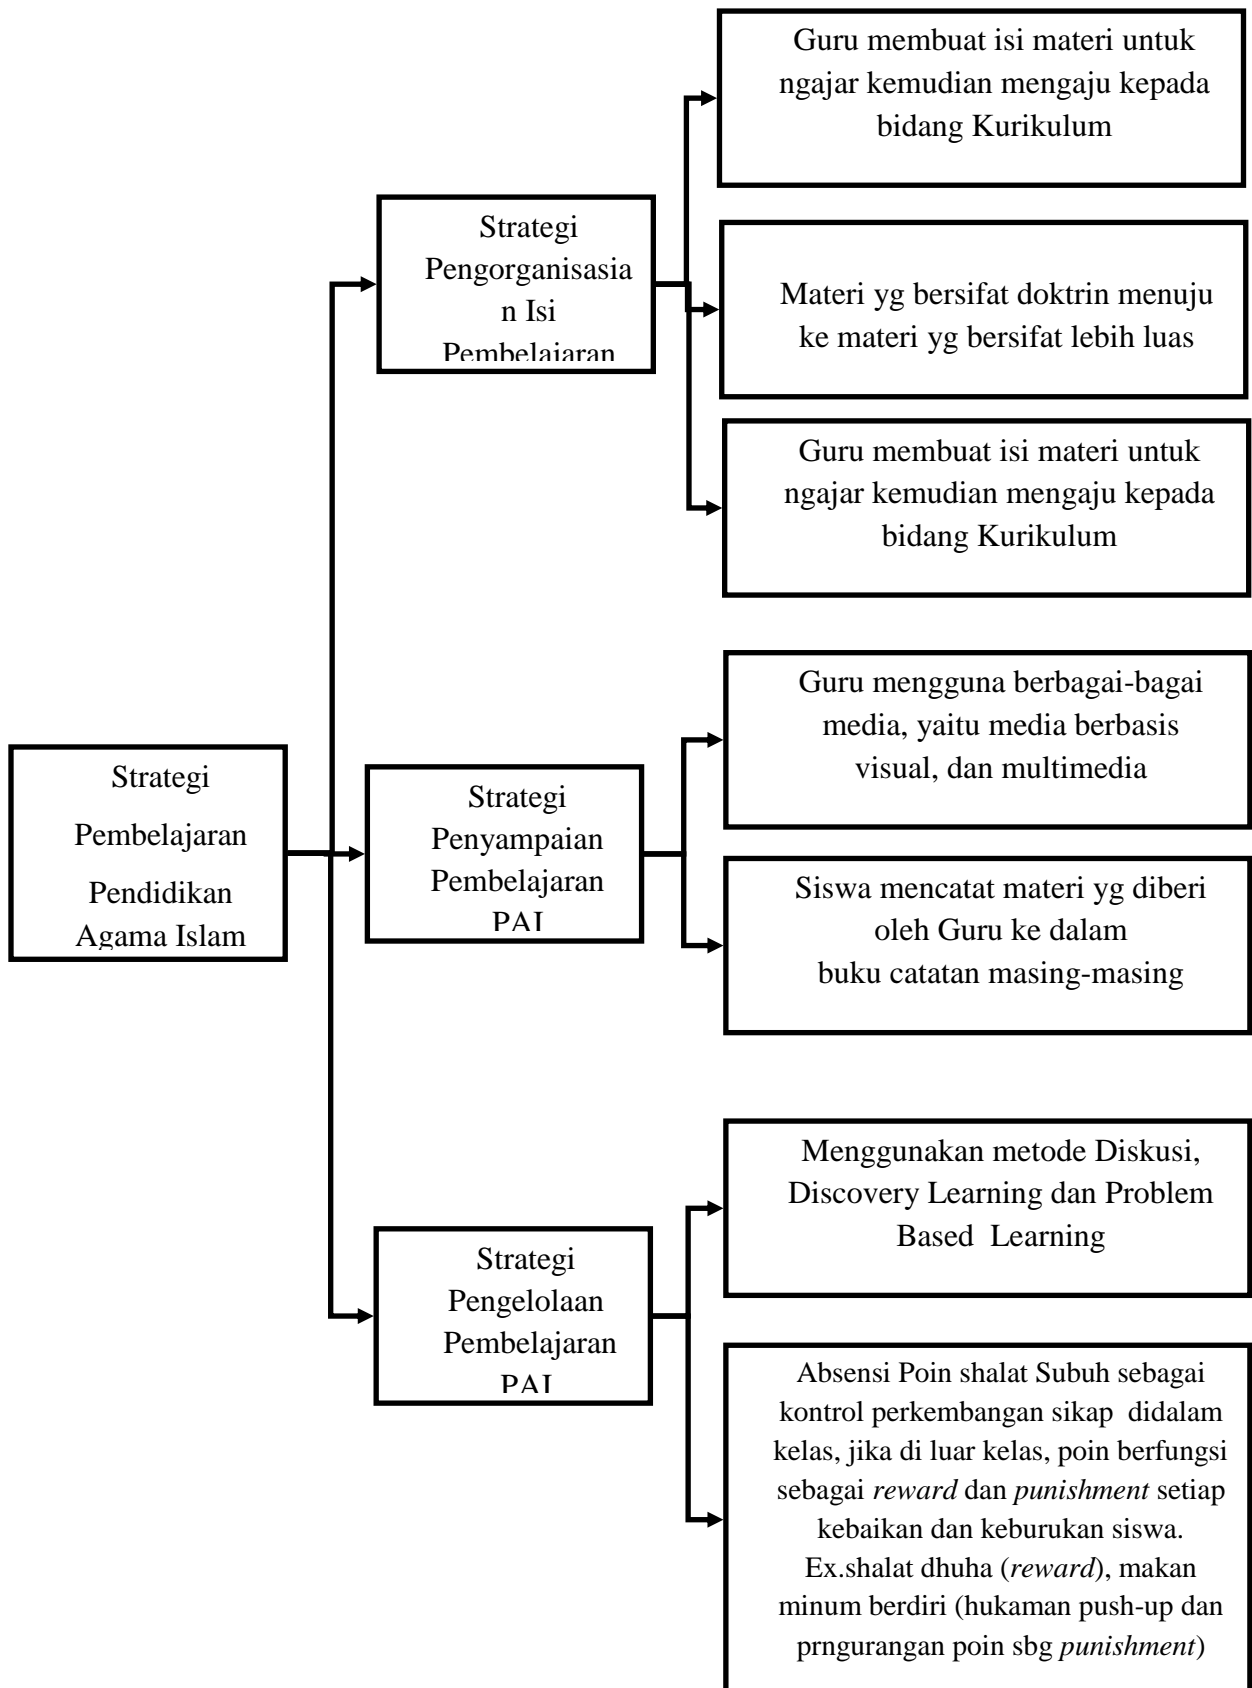 Guru membuat isi materi untuk
ngajar kemudian mengaju kepada
bidang Kurikulum
Strategi
Pengorganisasia
n Isi
Pembelajaran
Materi yg bersifat doktrin menuju
ke materi yg bersifat lebih luas
Guru membuat isi materi untuk
ngajar kemudian mengaju kepada
bidang Kurikulum
Strategi
Pembelajaran
Pendidikan
Agama Islam
Strategi
Penyampaian
Pembelajaran
PAI
Guru mengguna berbagai-bagai
media, yaitu media berbasis
visual, dan multimedia
Siswa mencatat materi yg diberi
oleh Guru ke dalam
buku catatan masing-masing
Strategi
Pengelolaan
Pembelajaran
PAI
Menggunakan metode Diskusi,
Discovery Learning dan Problem
Based  Learning
Absensi Poin shalat Subuh sebagai
kontrol perkembangan sikap  didalam
kelas, jika di luar kelas, poin berfungsi
sebagai reward dan punishment setiap
kebaikan dan keburukan siswa.
Ex.shalat dhuha (reward), makan
minum berdiri (hukaman push-up dan
prngurangan poin sbg punishment)